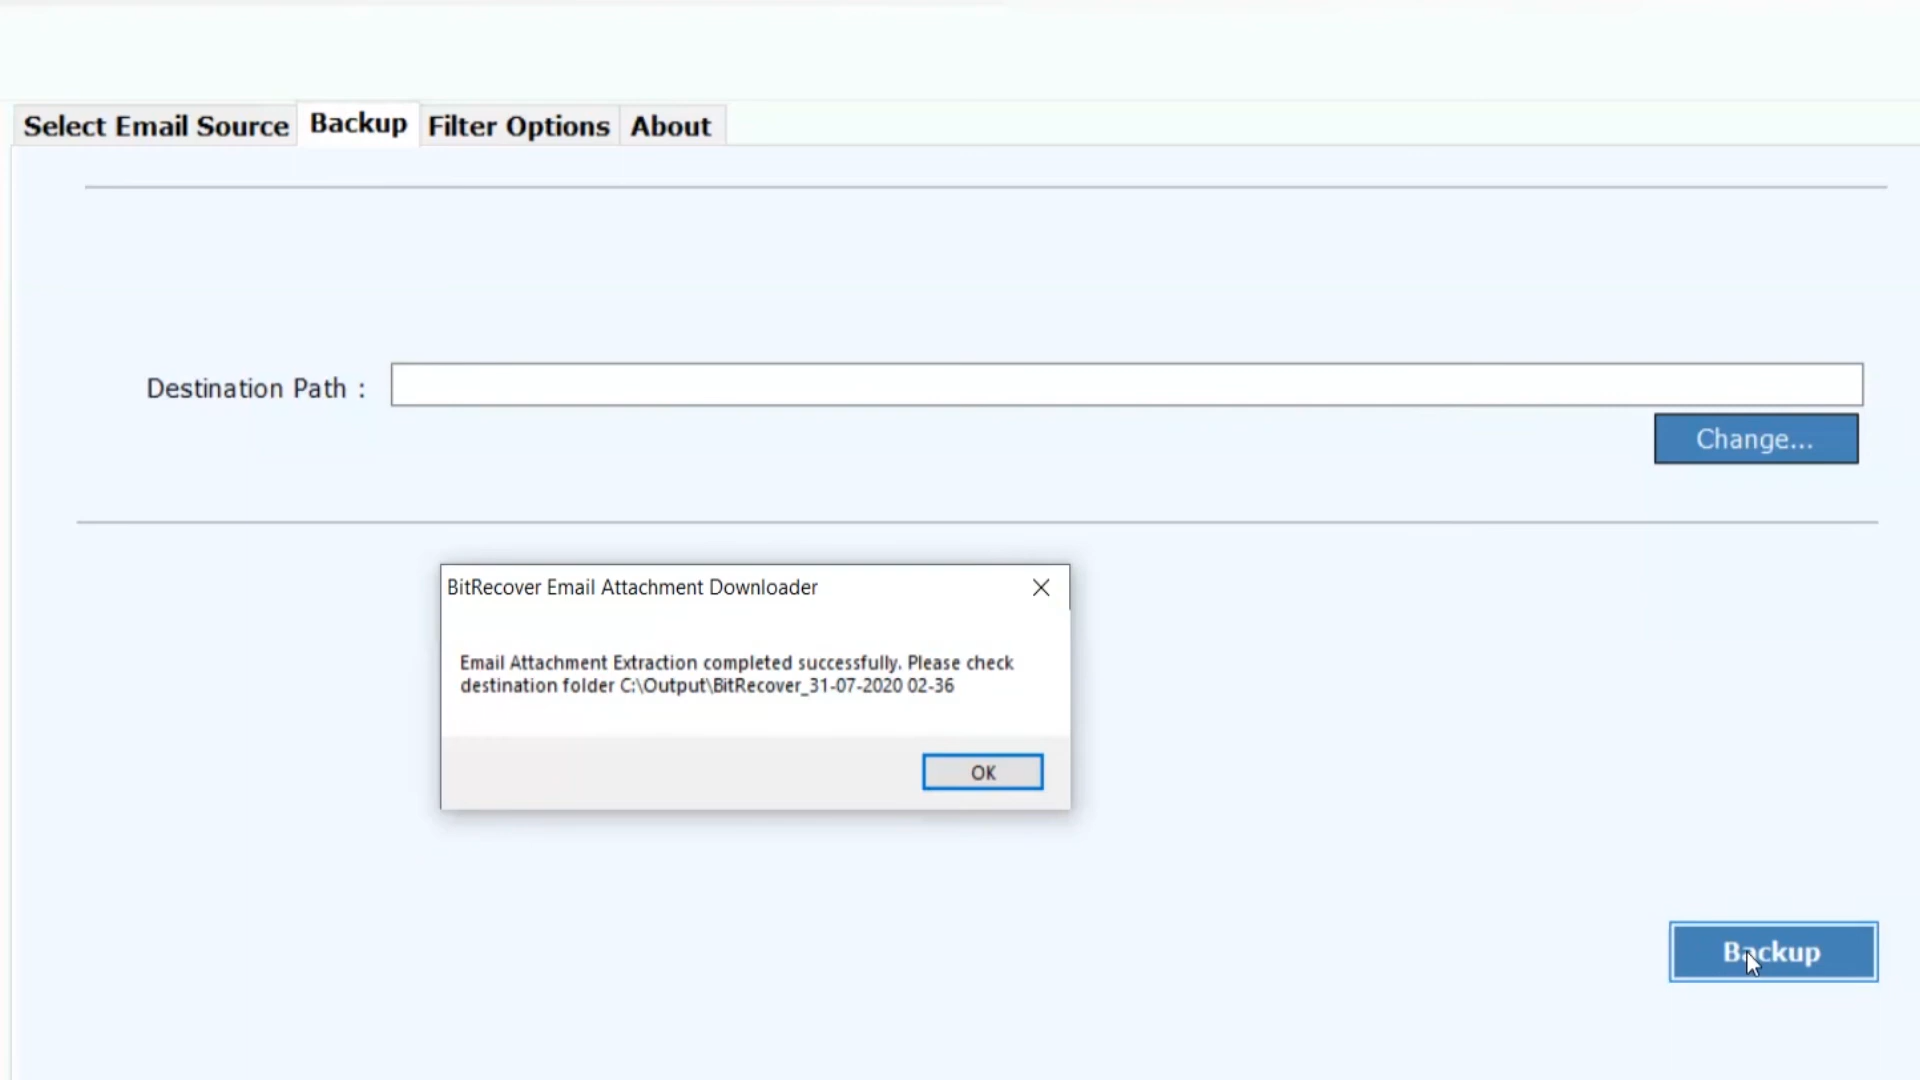 Select Email Source Backup Filter Options About
Destination Path :
Change...
BitRecover Email Attachment Downloader
Email Attachment Extraction completed successfully. Please check
destination folder C:\Output\BitRecover_31-07-2020 02-36
OK
Backup